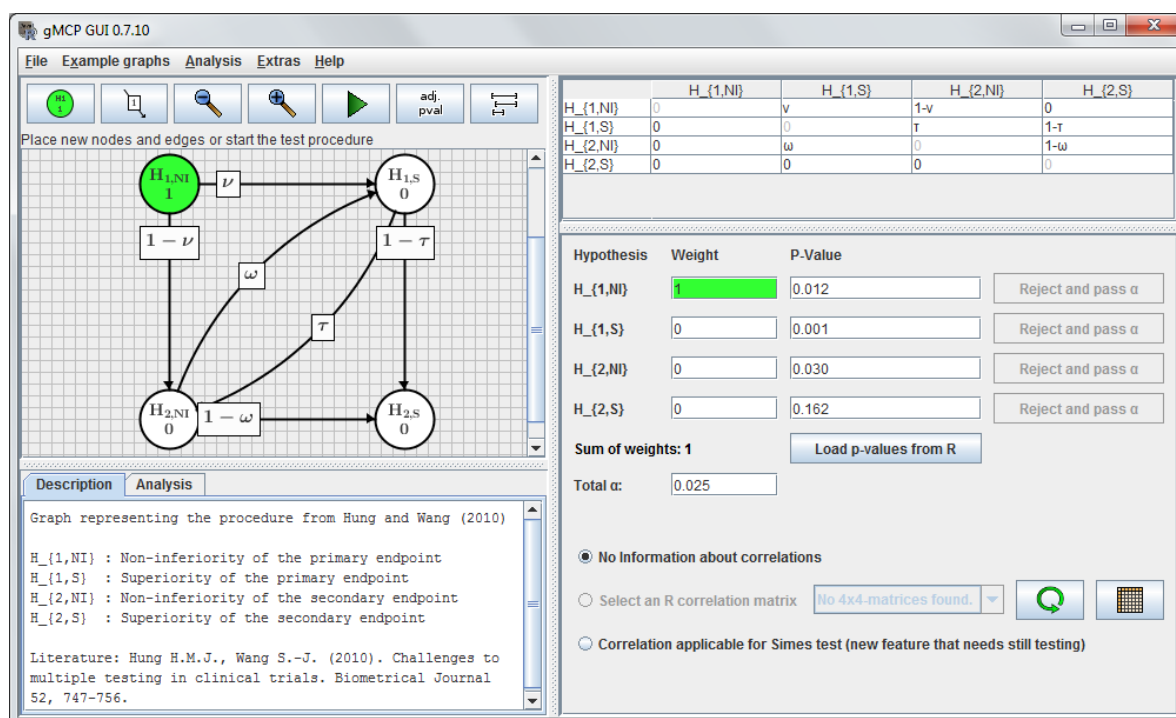 gMCP GUI 0.7.10
File Example graphs Analysis Extras Help
H1
1
1
adj.
pval
Place new nodes and edges or start the test procedure
H1,NI
1
ν
H1,S
0
1 − ν
1 − τ
ω
τ
H2,NI
0
1 − ω
H2,S
0
Description Analysis
Graph representing the procedure from Hung and Wang (2010)
H_{1,NI} : Non-inferiority of the primary endpoint
H_{1,S} : Superiority of the primary endpoint
H_{2,NI} : Non-inferiority of the secondary endpoint
H_{2,S} : Superiority of the secondary endpoint
Literature: Hung H.M.J., Wang S.-J. (2010). Challenges to
multiple testing in clinical trials. Biometrical Journal
52, 747-756.
H_{1,NI} H_{1,S} H_{2,NI} H_{2,S}
H_{1,NI} 0 ν 1-ν 0
H_{1,S} 0 0 τ 1-τ
H_{2,NI} 0 ω 0 1-ω
H_{2,S} 0 0 0 0
Hypothesis Weight P-Value
H_{1,NI} 1 0.012 Reject and pass α
H_{1,S} 0 0.001 Reject and pass α
H_{2,NI} 0 0.030 Reject and pass α
H_{2,S} 0 0.162 Reject and pass α
Sum of weights: 1 Load p-values from R
Total α: 0.025
No Information about correlations
Select an R correlation matrix No 4x4-matrices found.
Correlation applicable for Simes test (new feature that needs still testing)